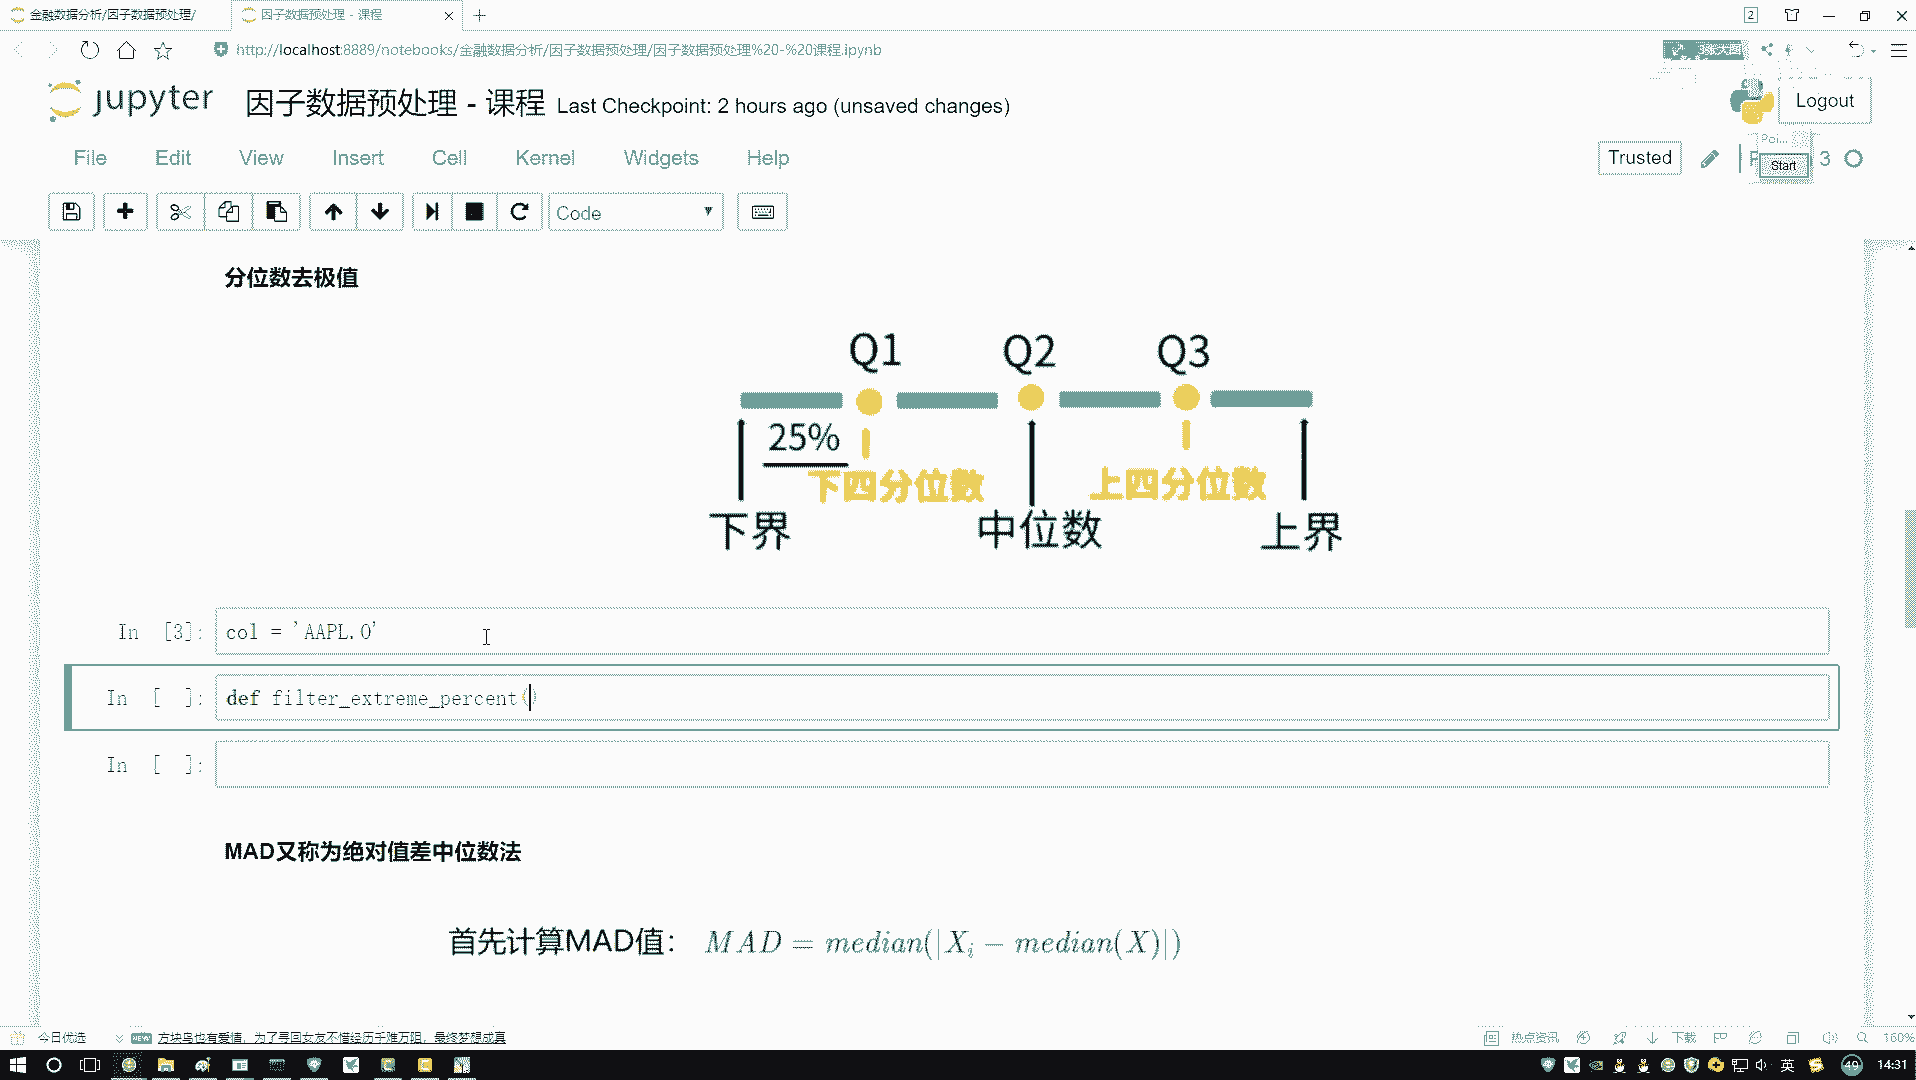 金融数据分析/因子数据预处理/
因子数据预处理 - 课程
2
http://localhost:8889/notebooks/金融数据分析/因子数据预处理/因子数据预处理%20-%20课程.ipynb
jupyter
因子数据预处理 - 课程 Last Checkpoint: 2 hours ago (unsaved changes)
Logout
File Edit View Insert Cell Kernel Widgets Help
Trusted
3
Start
Code
分位数去极值
Q1 Q2 Q3
25%
下四分位数 上四分位数
下界 中位数 上界
In [3]: col = 'AAPL.O'
In [ ]: def filter_extreme_percent()
In [ ]:
MAD又称为绝对值差中位数法
首先计算MAD值： MAD = median(|Xi − median(X)|)
今日优选
NEW 方块鸟也有爱情，为了寻回女友不惜经历千难万阻，最终梦想成真
热点资讯
下载
160%
英
49
14:31